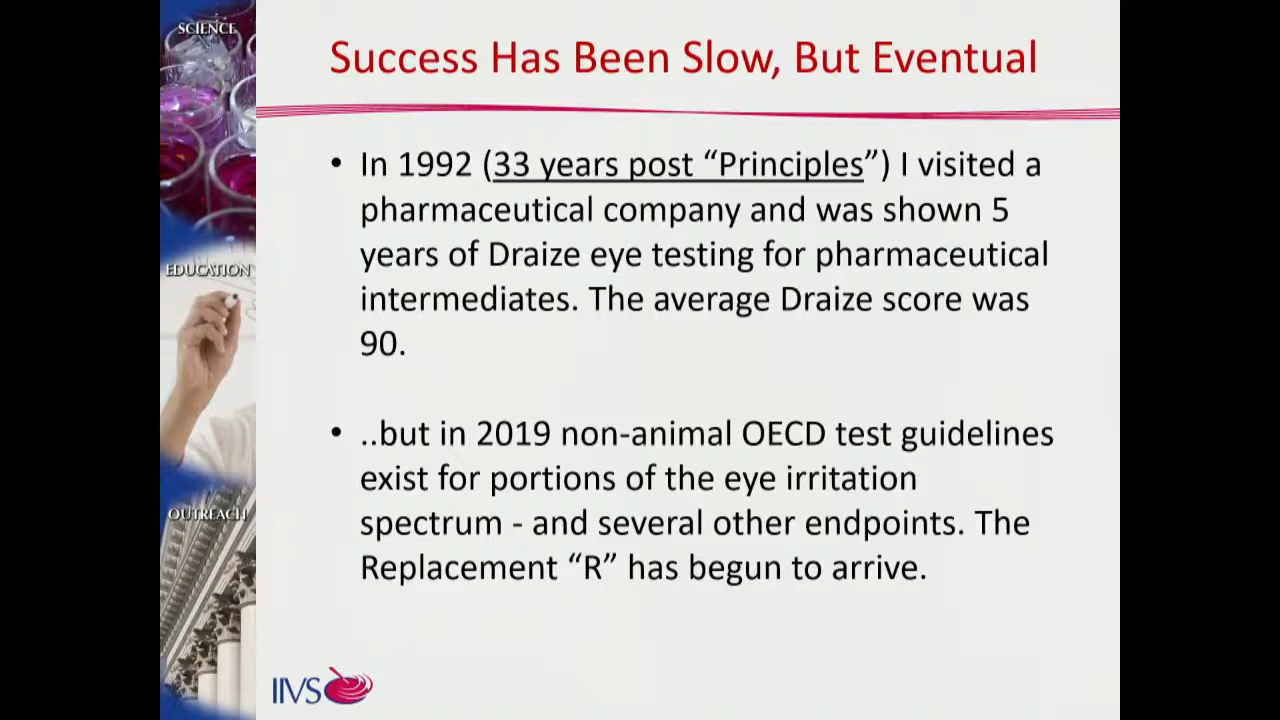 SCIENCE
Success Has Been Slow, But Eventual
• In 1992 (33 years post “Principles”) I visited a
pharmaceutical company and was shown 5
years of Draize eye testing for pharmaceutical
intermediates. The average Draize score was
90.
EDUCATION
• ..but in 2019 non-animal OECD test guidelines
exist for portions of the eye irritation
spectrum - and several other endpoints. The
Replacement “R” has begun to arrive.
OUTREACH
IIVS